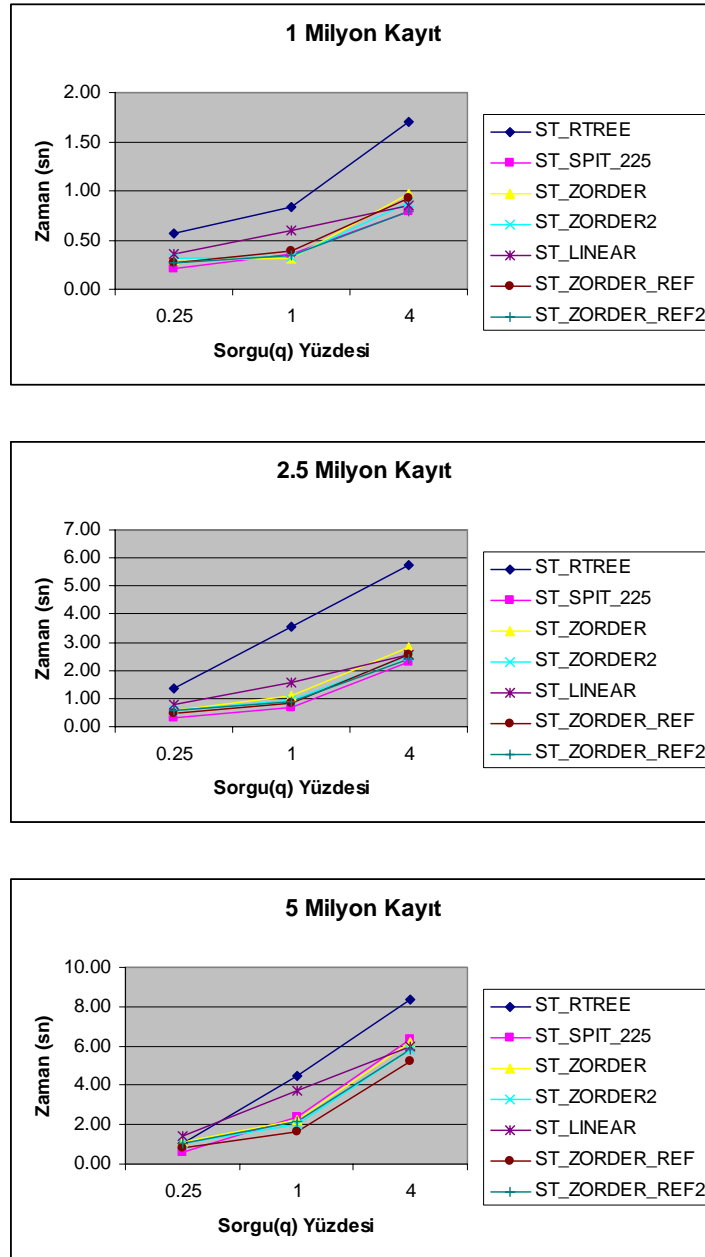 1 Milyon Kayıt
2.00
1.50
1.00
0.50
0.00
Zaman (sn)
0.25 1 4
Sorgu(q) Yüzdesi
ST_RTREE
ST_SPIT_225
ST_ZORDER
ST_ZORDER2
ST_LINEAR
ST_ZORDER_REF
ST_ZORDER_REF2
2.5 Milyon Kayıt
7.00
6.00
5.00
4.00
3.00
2.00
1.00
0.00
Zaman (sn)
0.25 1 4
Sorgu(q) Yüzdesi
ST_RTREE
ST_SPIT_225
ST_ZORDER
ST_ZORDER2
ST_LINEAR
ST_ZORDER_REF
ST_ZORDER_REF2
5 Milyon Kayıt
10.00
8.00
6.00
4.00
2.00
0.00
Zaman (sn)
0.25 1 4
Sorgu(q) Yüzdesi
ST_RTREE
ST_SPIT_225
ST_ZORDER
ST_ZORDER2
ST_LINEAR
ST_ZORDER_REF
ST_ZORDER_REF2